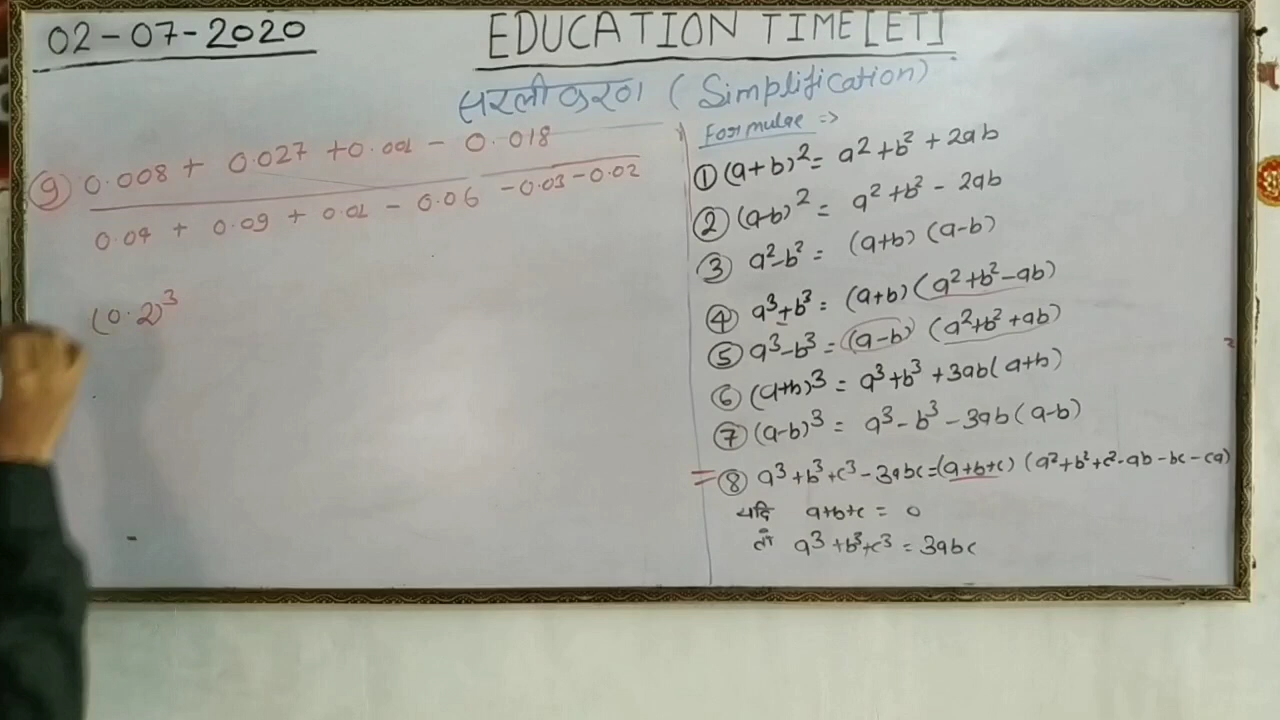 02-07-2020
EDUCATION TIME[ET]
सरलीकरण (Simplification)
9) 0.008 + 0.027 + 0.001 - 0.018
0.04 + 0.09 + 0.01 - 0.06 - 0.03 - 0.02
(0.2)³
Formulae =>
① (a+b)² = a² + b² + 2ab
② (a-b)² = a² + b² - 2ab
③ a²-b² = (a+b) (a-b)
④ a³+b³ = (a+b) (a²+b²-ab)
⑤ a³-b³ = (a-b) (a²+b²+ab)
⑥ (a+b)³ = a³+b³+3ab(a+b)
⑦ (a-b)³ = a³-b³-3ab(a-b)
= ⑧ a³+b³+c³-3abc=(a+b+c) (a²+b²+c²-ab-bc-ca)
यदि a+b+c = 0
तो a³+b³+c³ = 3abc